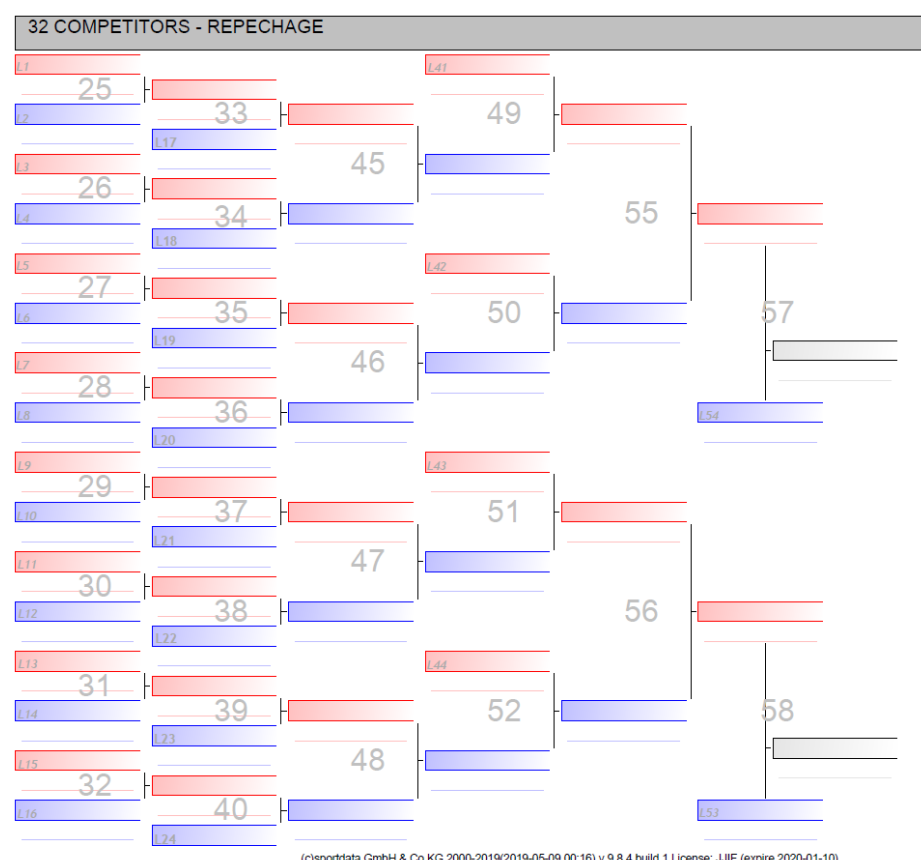 32 COMPETITORS - REPECHAGE
L1
L41
25
33
49
L2
L17
L3
45
26
34
55
L4
L18
L5
L42
27
35
50
57
L6
L19
L7
46
28
36
L8
L54
L20
L9
L43
29
37
51
L10
L21
L11
47
30
38
56
L12
L22
L13
L44
31
39
52
58
L14
L23
L15
48
32
40
L16
L53
L24
(c)sportdata GmbH & Co KG 2000-2019(2019-05-09 00:16) v 9.8.4 build 1 License: JJIF (expire 2020-01-10)